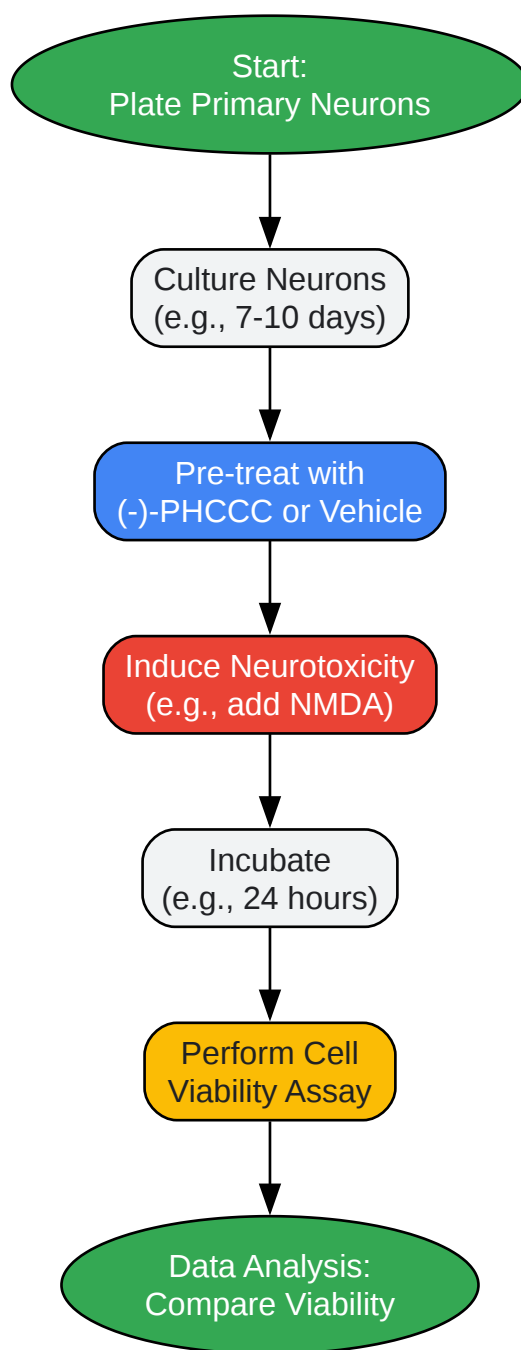 Start:
Plate Primary Neurons
Culture Neurons
(e.g., 7-10 days)
Pre-treat with
(-)-PHCCC or Vehicle
Induce Neurotoxicity
(e.g., add NMDA)
Incubate
(e.g., 24 hours)
Perform Cell
Viability Assay
Data Analysis:
Compare Viability